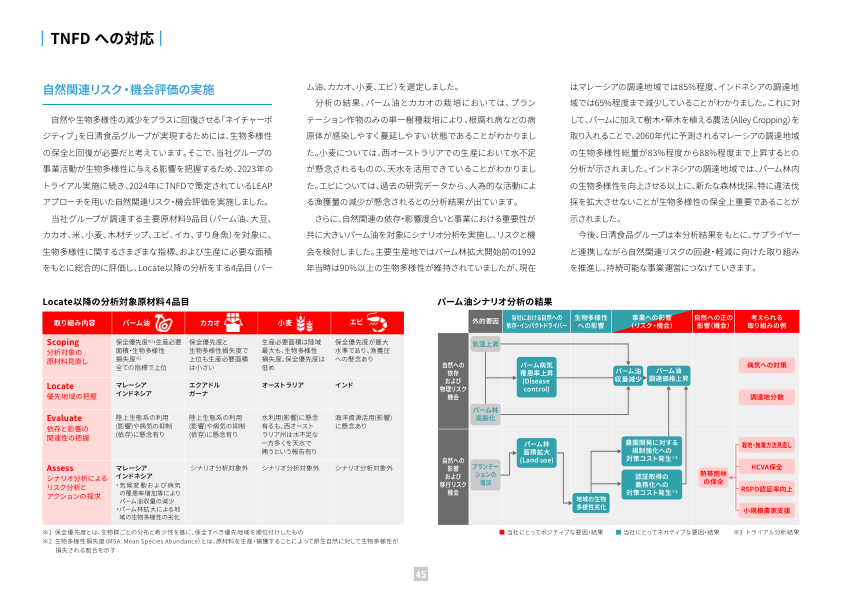 TNFD への対応
自然関連リスク・機会評価の実施
　自然や生物多様性の減少をプラスに回復させる「ネイチャーポ
ジティブ」を日清食品グループが実現するためには、生物多様性
の保全と回復が必要だと考えています。そこで、当社グループの
事業活動が生物多様性に与える影響を把握するため、2023年の
トライアル実施に続き、2024年にTNFDで策定されているLEAP
アプローチを用いた自然関連リスク・機会評価を実施しました。
　当社グループが調達する主要原材料9品目（パーム油、大豆、
カカオ、米、小麦、木材チップ、エビ、イカ、すり身魚）を対象に、
生物多様性に関するさまざまな指標、および生産に必要な面積
をもとに総合的に評価し、Locate以降の分析をする4品目（パー
ム油、カカオ、小麦、エビ）を選定しました。
　分析の結果、パーム油とカカオの栽培においては、プラン
テーション作物のみの単一樹種栽培により、根腐れ病などの病
原体が感染しやすく蔓延しやすい状態であることがわかりまし
た。小麦については、西オーストラリアでの生産において水不足
が懸念されるものの、天水を活用できていることがわかりまし
た。エビについては、過去の研究データから、人為的な活動によ
る漁獲量の減少が懸念されるとの分析結果が出ています。
　さらに、自然関連の依存・影響度合いと事業における重要性が
共に大きいパーム油を対象にシナリオ分析を実施し、リスクと機
会を検討しました。主要生産地ではパーム林拡大開始前の1992
年当時は90%以上の生物多様性が維持されていましたが、現在
はマレーシアの調達地域では85%程度、インドネシアの調達地
域では65%程度まで減少していることがわかりました。これに対
して、パームに加えて樹木・草木を植える農法（Alley Cropping）を
取り入れることで、2060年代に予測されるマレーシアの調達地域
の生物多様性総量が83%程度から88%程度まで上昇するとの
分析が示されました。インドネシアの調達地域では、パーム林内
の生物多様性を向上させる以上に、新たな森林伐採、特に違法伐
採を拡大させないことが生物多様性の保全上重要であることが
示されました。
　今後、日清食品グループは本分析結果をもとに、サプライヤー
と連携しながら自然関連リスクの回避・軽減に向けた取り組み
を推進し、持続可能な事業運営につなげていきます。
Locate以降の分析対象原材料4品目
取り組み内容 パーム油 カカオ 小麦 エビ
Scoping
分析対象の
原材料見直し
保全優先度※1・生産必要
面積・生物多様性
損失度※2
全ての指標で上位
保全優先度と
生物多様性損失度で
上位も生産必要面積
は小さい
生産必要面積は陸域
最大も、生物多様性
損失度、保全優先度は
低め
保全優先度が最大
水準であり、漁獲圧
への懸念あり
Locate
優先地域の把握
マレーシア
インドネシア
エクアドル
ガーナ
オーストラリア
インド
Evaluate
依存と影響の
関連性の把握
陸上生態系の利用
（影響）や病気の抑制
（依存）に懸念有り
陸上生態系の利用
（影響）や病気の抑制
（依存）に懸念有り
水利用（影響）に懸念
有るも、西オースト
ラリア州は水不足な
一方多くを天水で
賄うという報告有り
海洋資源活用（影響）
に懸念あり
Assess
シナリオ分析による
リスク分析と
アクションの探求
マレーシア
インドネシア
・気候変動および病気
の罹患率増加等により
パーム油収量の減少
・パーム林拡大による地
域の生物多様性の劣化
シナリオ分析対象外
シナリオ分析対象外
シナリオ分析対象外
※1 保全優先度とは、生物群ごとの分布と希少性を基に、保全すべき優先地域を順位付けしたもの
※2 生物多様性損失度（MSA: Mean Species Abundance）とは、原材料を生産・捕獲することによって原生自然に対して生物多様性が
損失される割合を示す
パーム油シナリオ分析の結果
外的要因
当社における自然への
依存・インパクトドライバー
生物多様性
への影響
事業への影響
（リスク・機会）
自然への正の
影響（機会）
考えられる
取り組みの例
自然への
依存
および
物理リスク
機会
気温上昇
パーム林
高齢化
パーム病気
罹患率上昇
(Disease
control)
パーム油
収量減少
パーム油
調達価格上昇
病気への対策
調達地分散
自然への
影響
および
移行リスク
機会
プランテー
ションの
増加
パーム林
面積拡大
(Land use)
地域の生物
多様性劣化
農園開発に対する
規制強化への
対策コスト発生※3
認証取得の
義務化への
対策コスト発生※3
熱帯雨林
の保全
栽培・施業方法見直し
HCVA保全
RSPO認証率向上
小規模農家支援
■ 当社にとってポジティブな要因・結果 ■ 当社にとってネガティブな要因・結果 ※3 トライアル分析結果
45